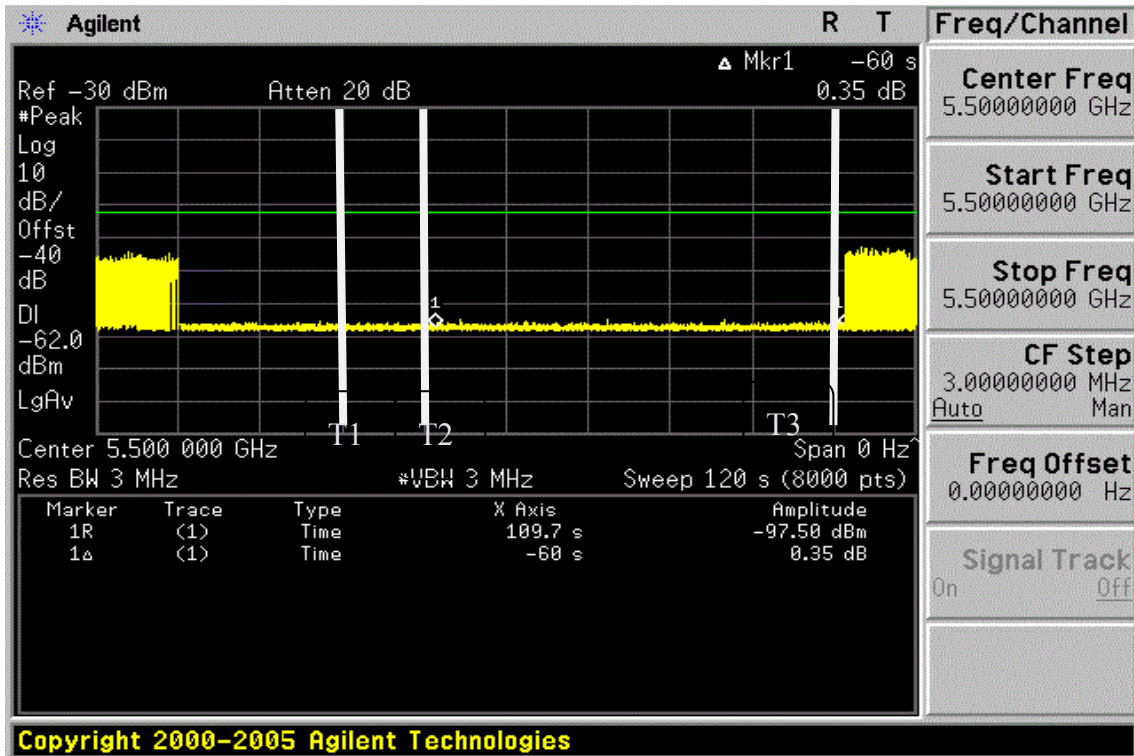 Agilent R T Freq/Channel
Δ Mkr1 −60 s
Ref −30 dBm Atten 20 dB 0.35 dB
#Peak
Log
10
dB/
Offst
−40
dB
DI
−62.0
dBm
LgAv
1
1
T1 T2 T3
Center 5.500 000 GHz Span 0 Hz^
Res BW 3 MHz #VBW 3 MHz Sweep 120 s (8000 pts)
Marker Trace Type X Axis Amplitude
1R (1) Time 109.7 s −97.50 dBm
1Δ (1) Time −60 s 0.35 dB
Center Freq
5.50000000 GHz
Start Freq
5.50000000 GHz
Stop Freq
5.50000000 GHz
CF Step
3.00000000 MHz
Auto Man
Freq Offset
0.00000000 Hz
Signal Track
On Off
Copyright 2000−2005 Agilent Technologies